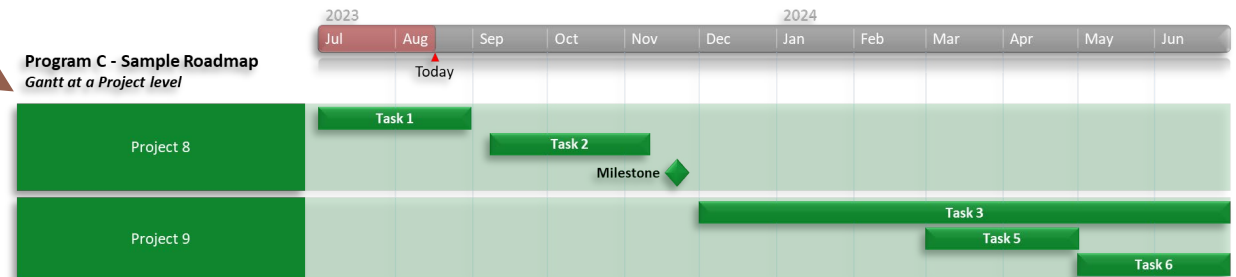 2023 2024
Jul Aug Sep Oct Nov Dec Jan Feb Mar Apr May Jun
Today
Program C - Sample Roadmap
Gantt at a Project level
Project 8
Task 1
Task 2
Milestone
Project 9
Task 3
Task 5
Task 6